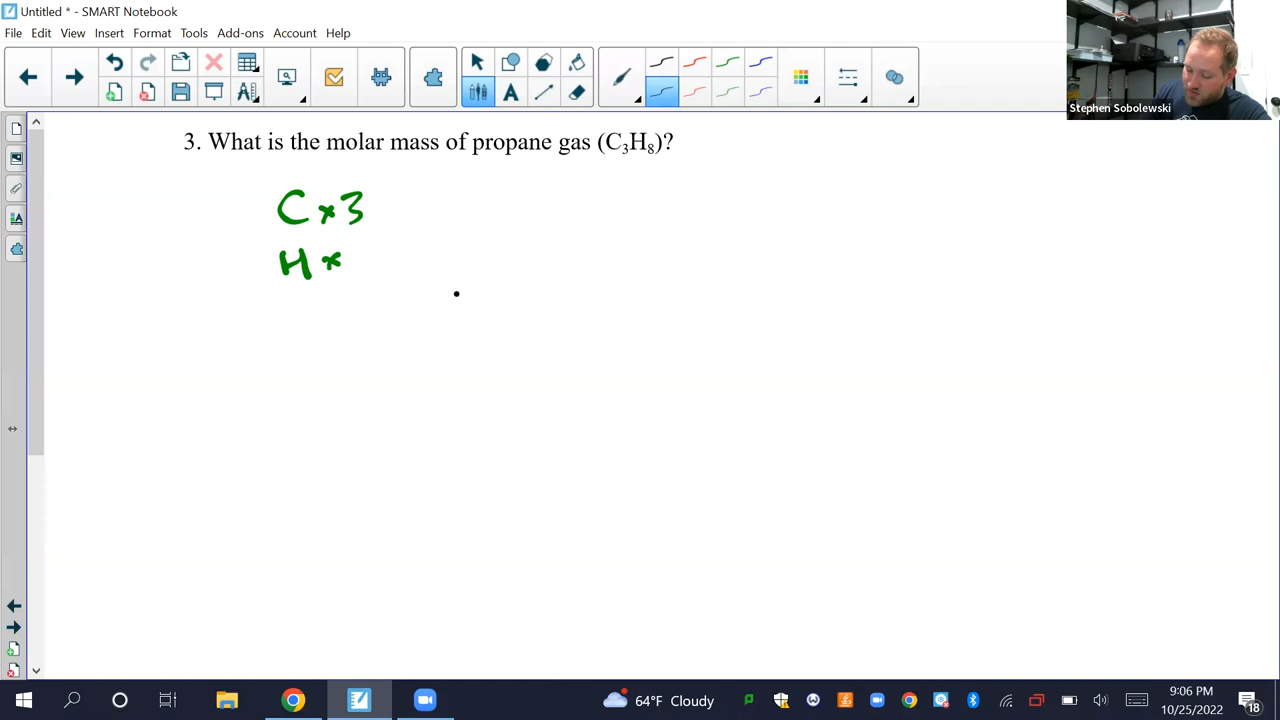 Untitled * - SMART Notebook
File Edit View Insert Format Tools Add-ons Account Help
Stephen Sobolewski
3. What is the molar mass of propane gas (C₃H₈)?
C × 3
H ×
64°F Cloudy
9:06 PM
10/25/2022
18